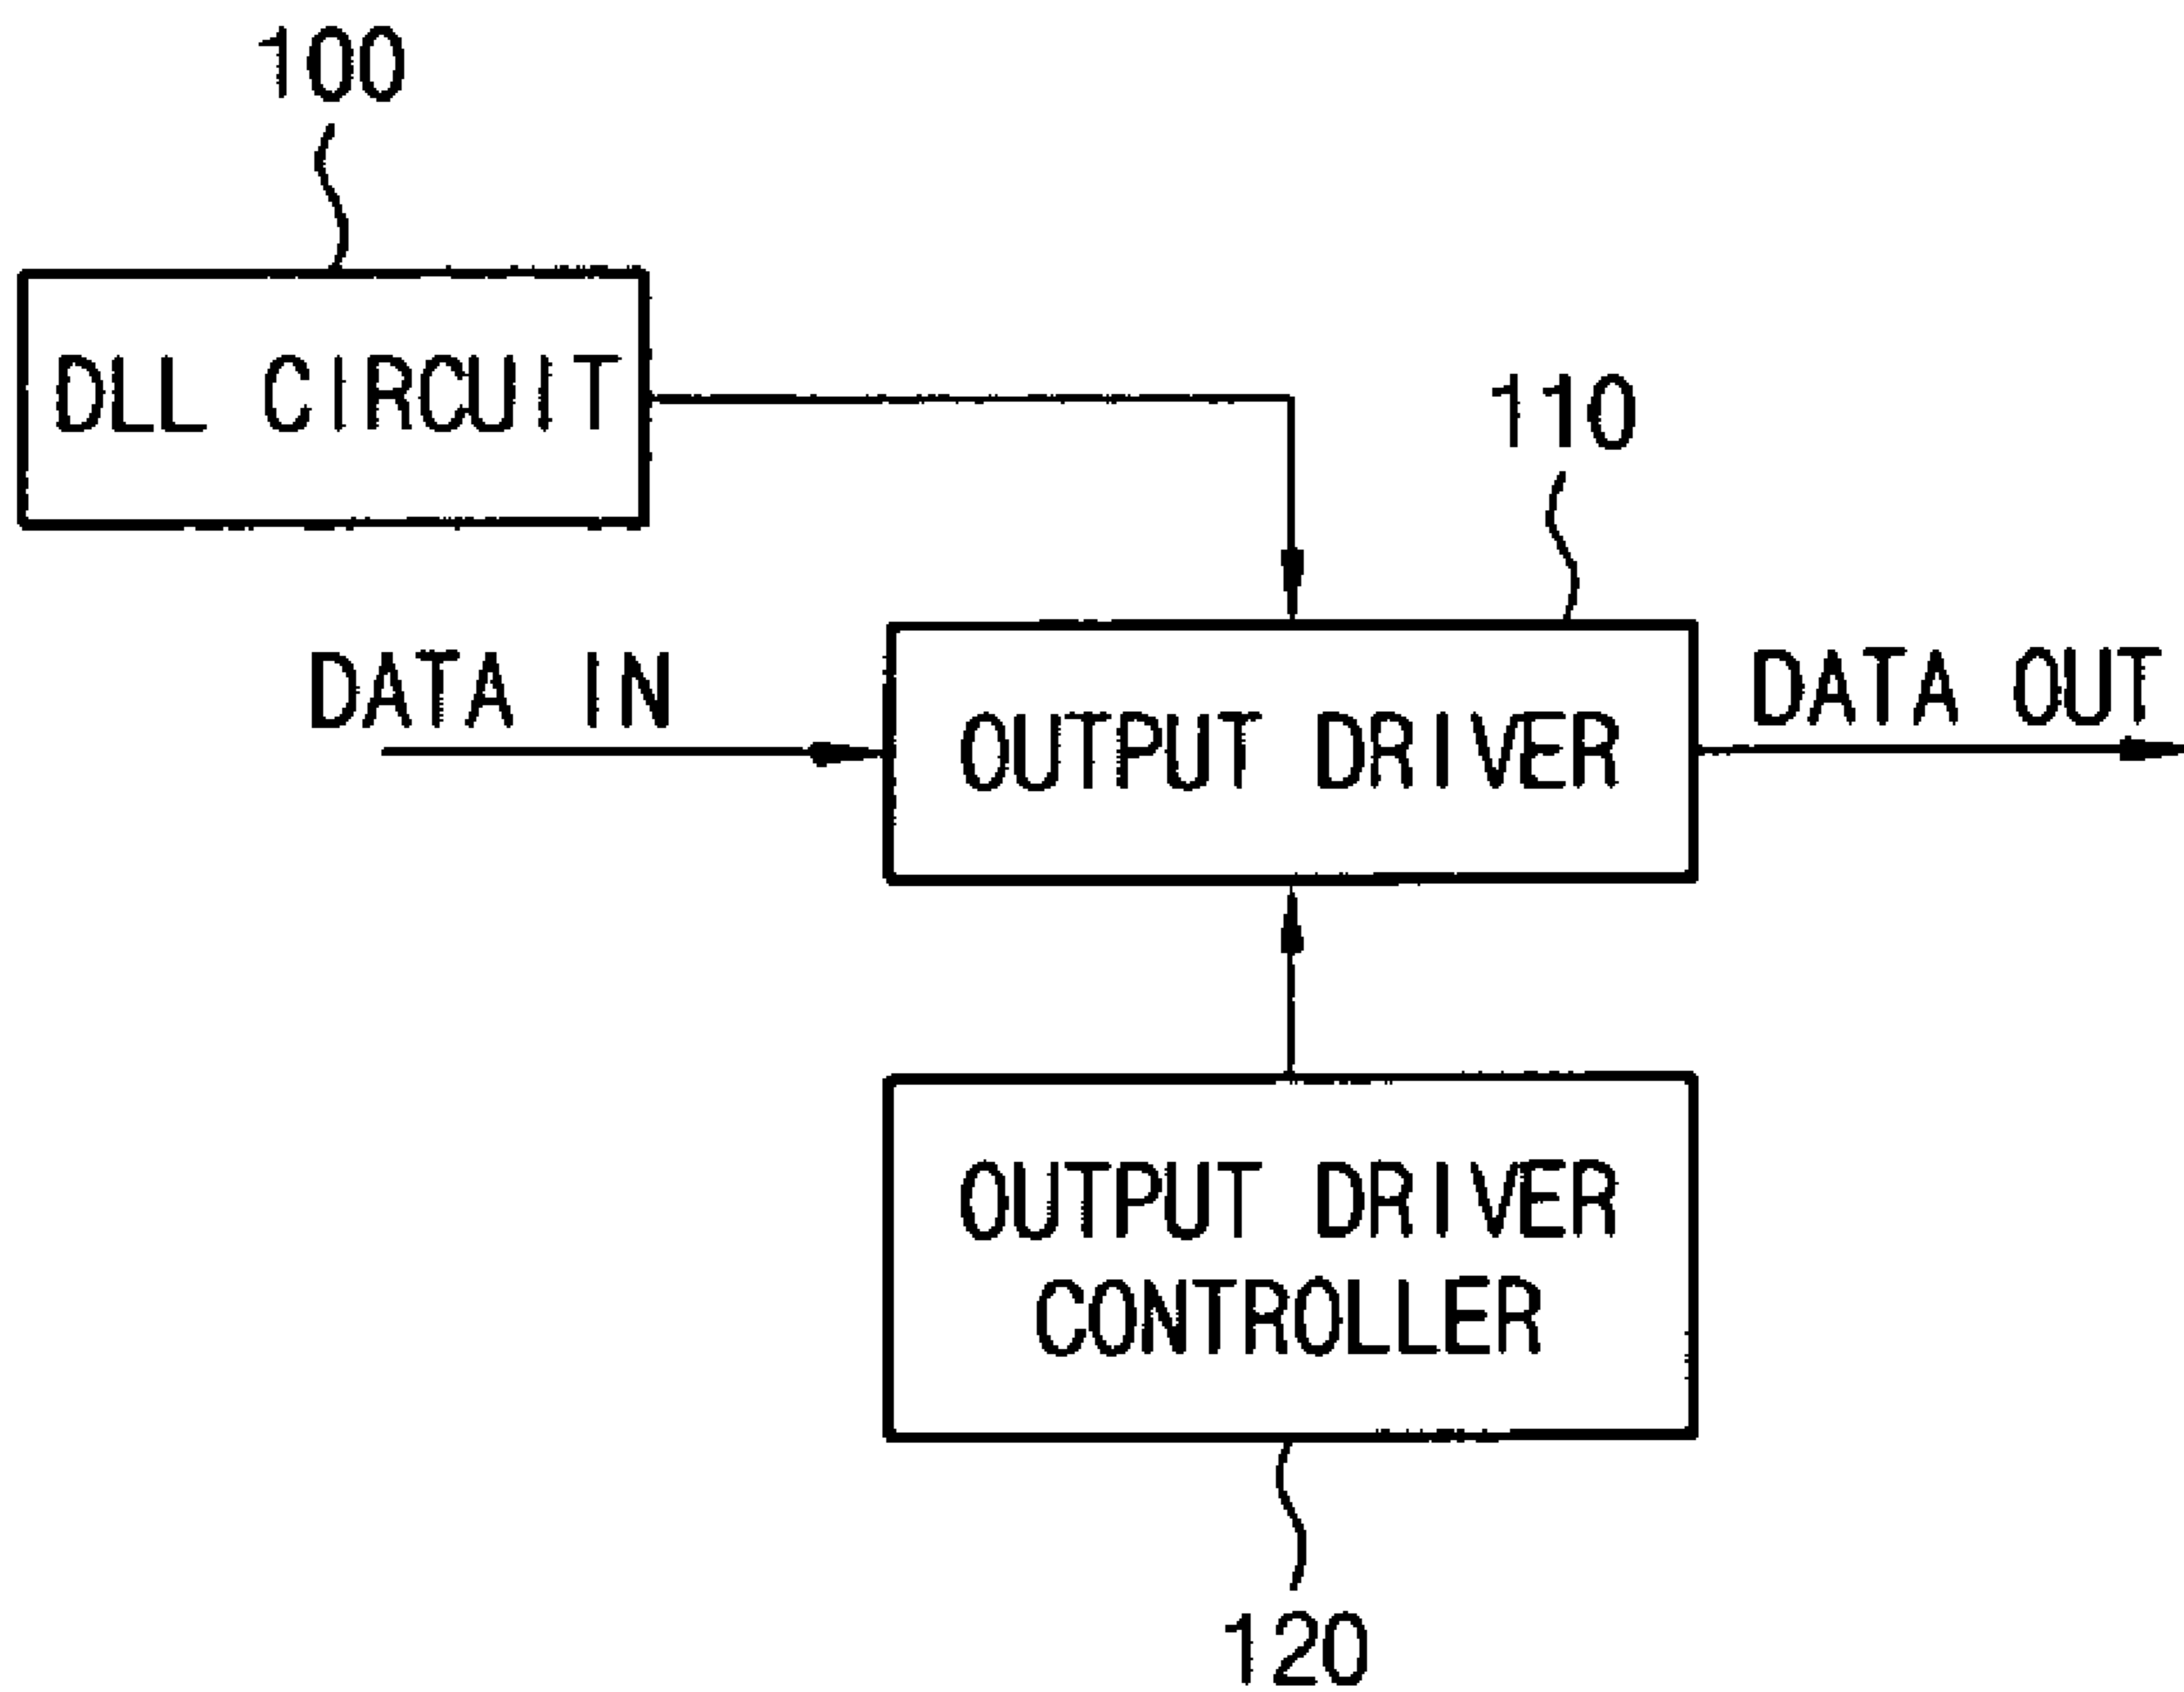 100
DLL CIRCUIT
110
DATA IN
OUTPUT DRIVER
DATA OUT
OUTPUT DRIVER
CONTROLLER
120